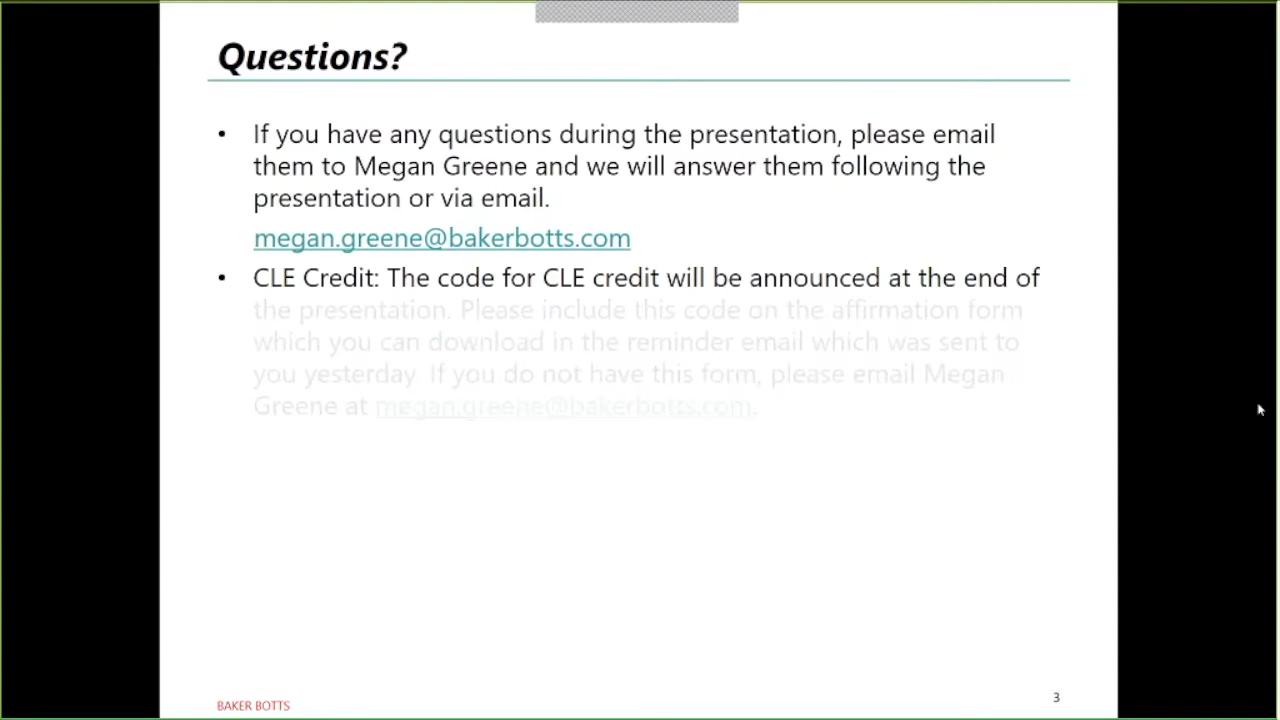 Questions?
• If you have any questions during the presentation, please email
them to Megan Greene and we will answer them following the
presentation or via email.
megan.greene@bakerbotts.com
• CLE Credit: The code for CLE credit will be announced at the end of
the presentation. Please include this code on the affirmation form
which you can download in the reminder email which was sent to
you yesterday. If you do not have this form, please email Megan
Greene at megan.greene@bakerbotts.com.
BAKER BOTTS
3